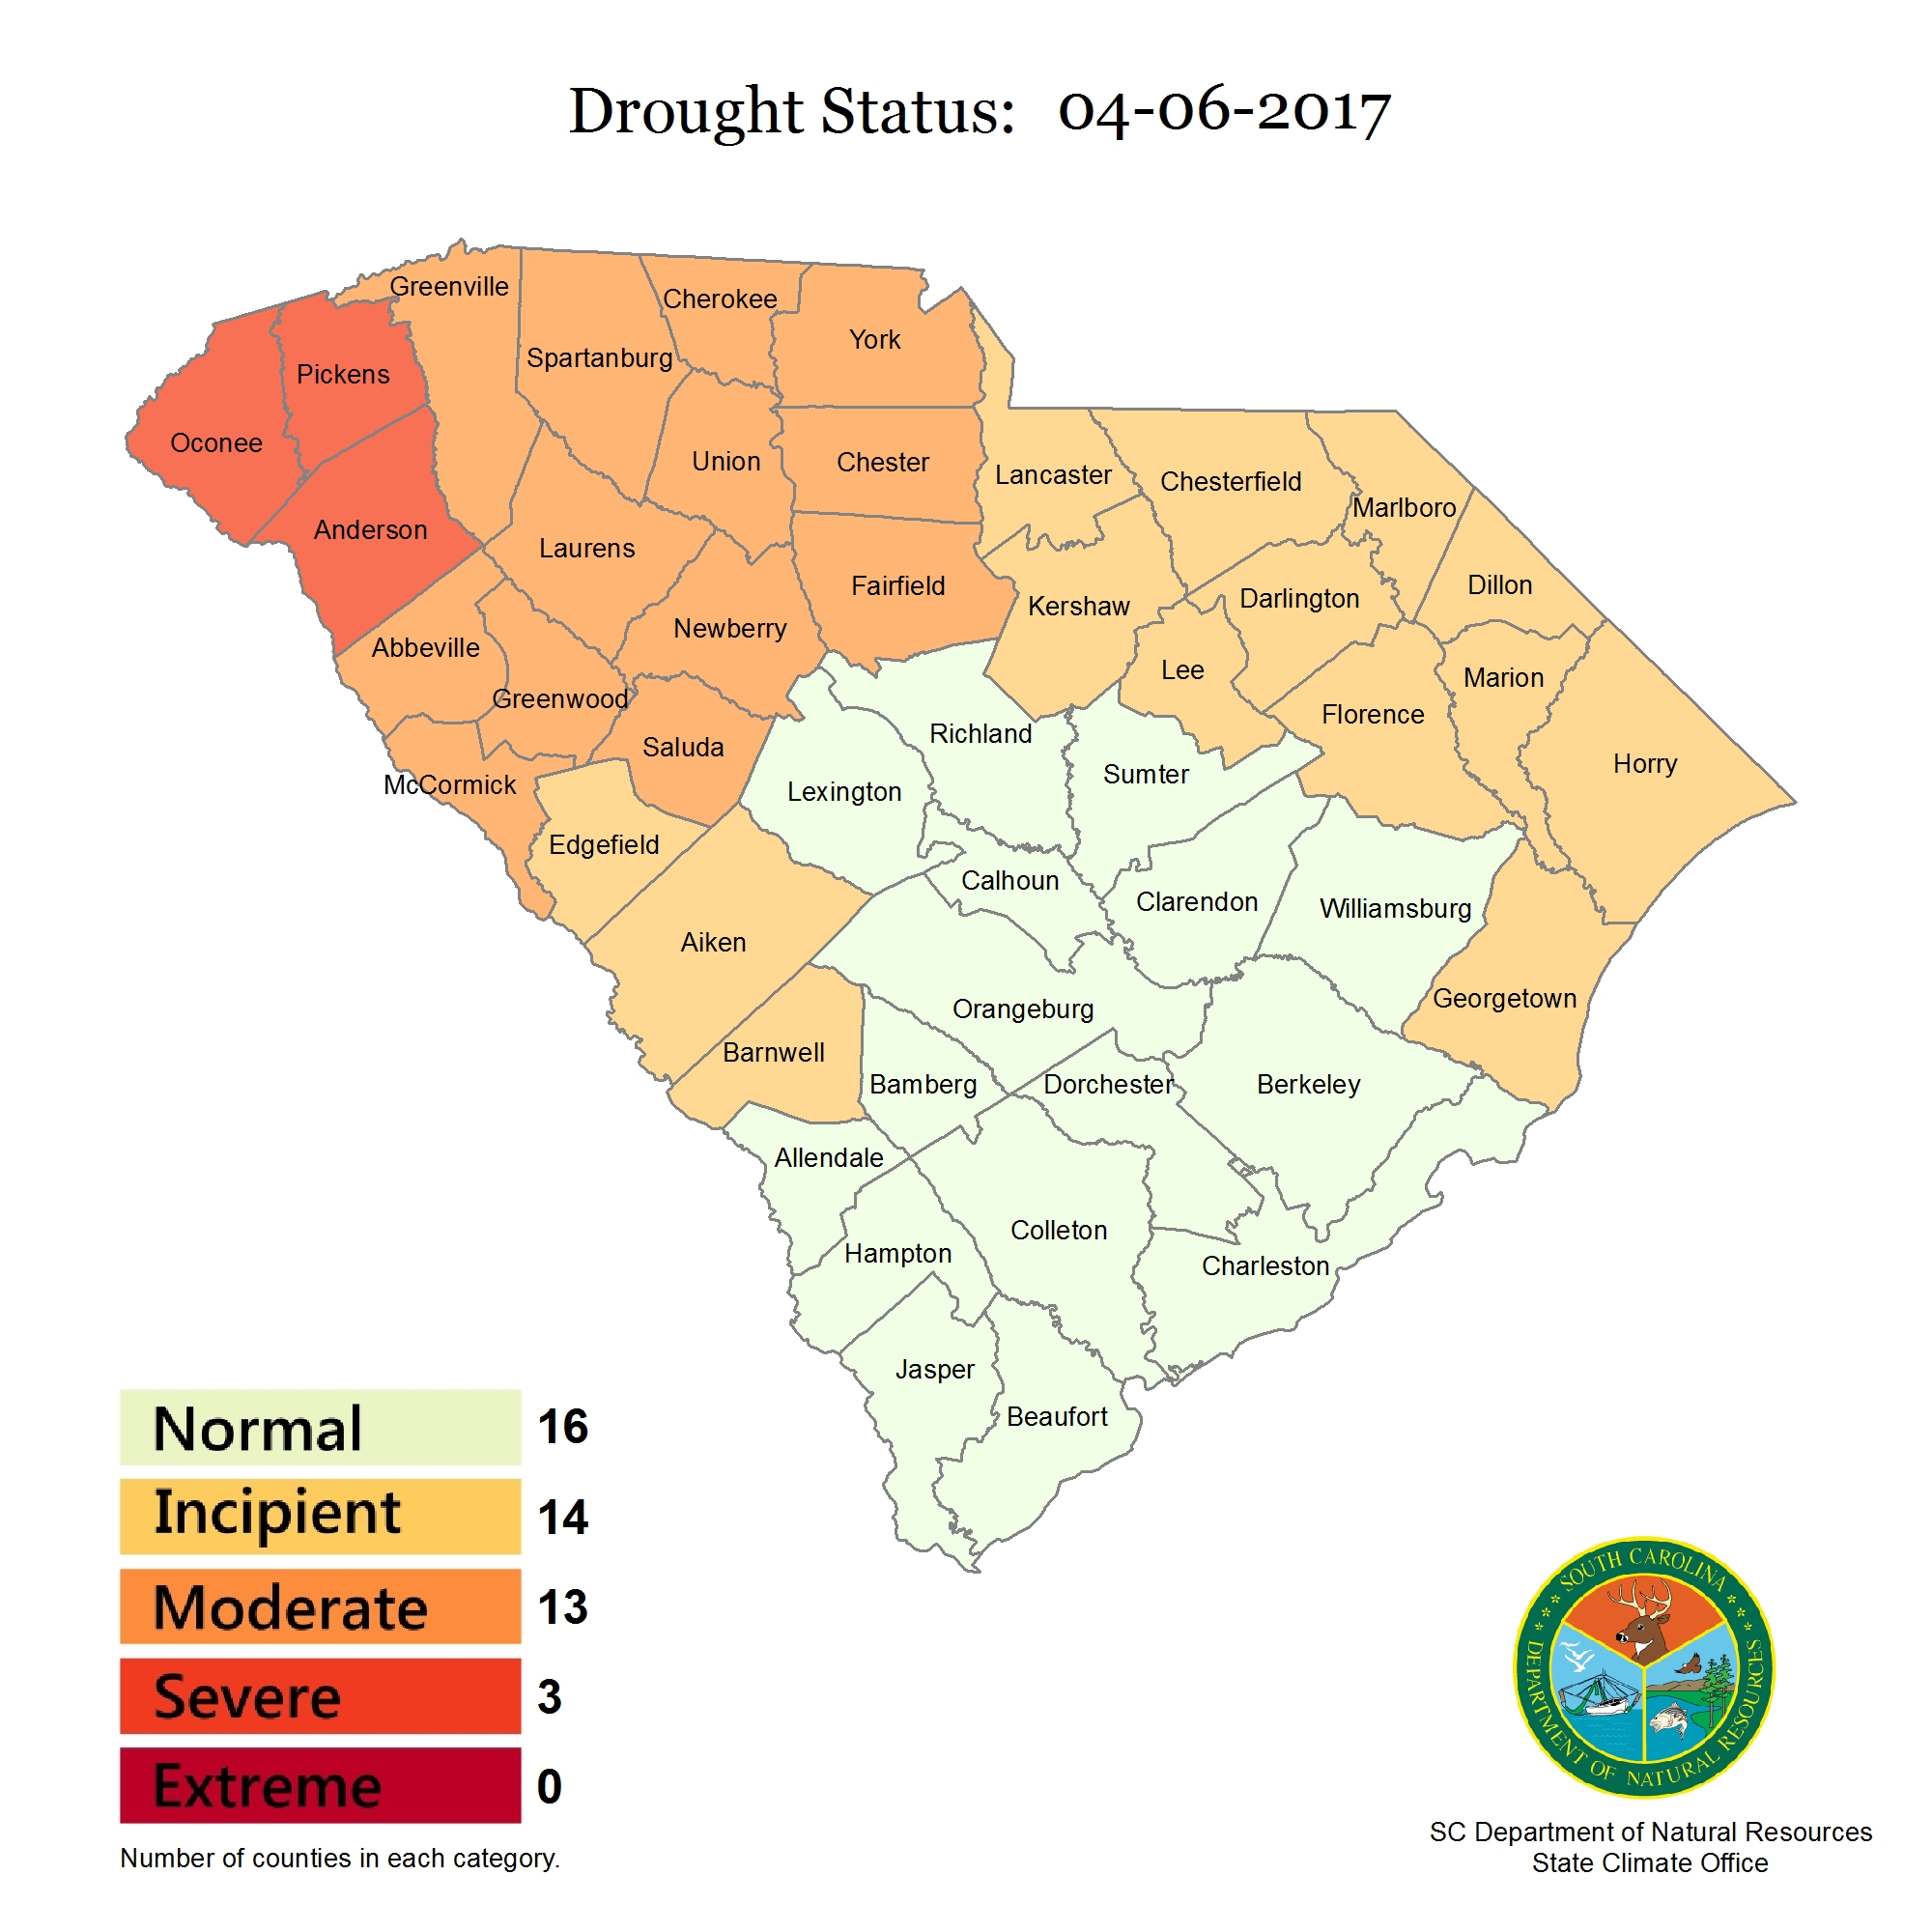 Drought Status: 04-06-2017
Greenville
Cherokee
York
Spartanburg
Pickens
Oconee
Union
Chester
Lancaster
Chesterfield
Marlboro
Anderson
Laurens
Fairfield
Dillon
Darlington
Kershaw
Newberry
Abbeville
Lee
Marion
Greenwood
Florence
Richland
Saluda
Horry
Sumter
McCormick
Lexington
Edgefield
Calhoun
Clarendon
Williamsburg
Aiken
Georgetown
Orangeburg
Barnwell
Bamberg
Dorchester
Berkeley
Allendale
Colleton
Hampton
Charleston
Jasper
Beaufort
Normal 16
Incipient 14
Moderate 13
Severe 3
Extreme 0
Number of counties in each category.
SOUTH CAROLINA
DEPARTMENT OF NATURAL RESOURCES
SC Department of Natural Resources
State Climate Office